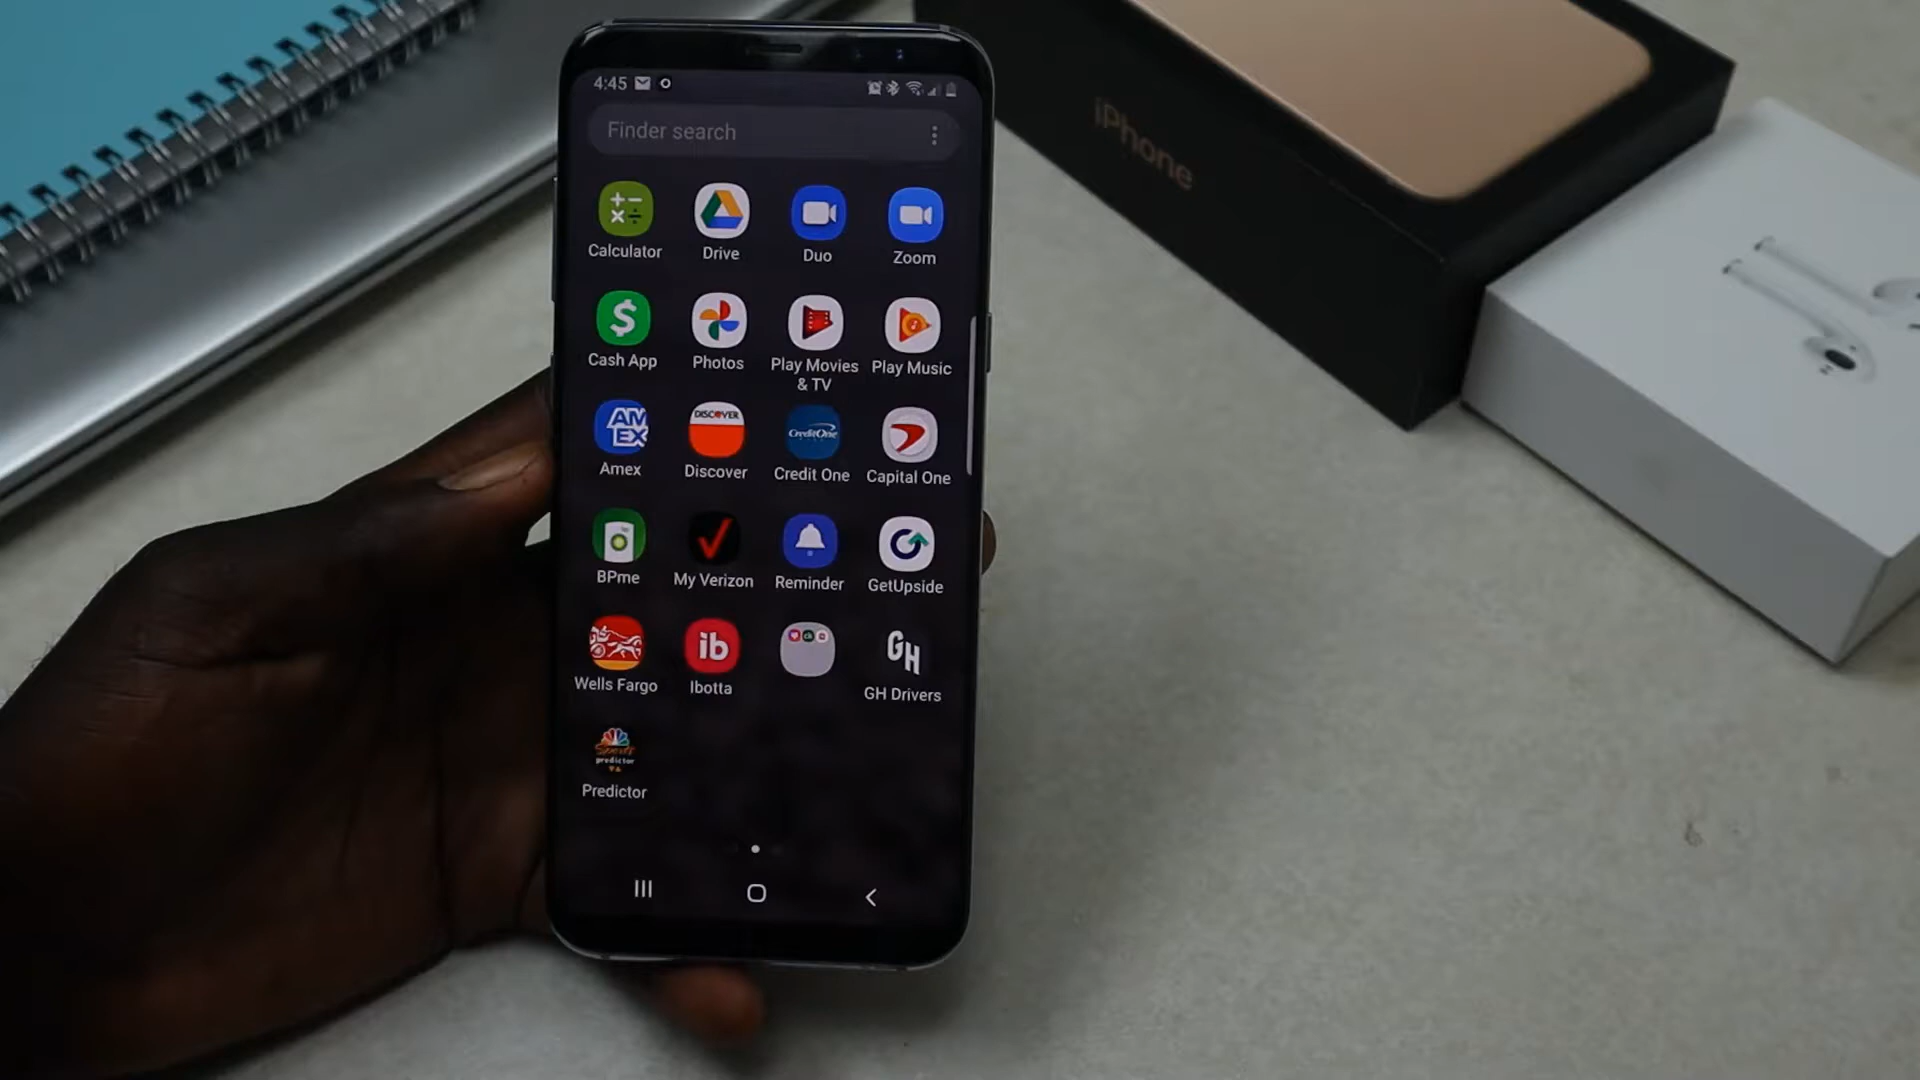 4:45
Finder search
Calculator
Drive
Duo
Zoom
Cash App
Photos
Play Movies
& TV
Play Music
AM
EX
DISCOVER
CreditOne
Amex
Discover
Credit One
Capital One
BPme
My Verizon
Reminder
GetUpside
ib
GH
Wells Fargo
Ibotta
GH Drivers
predictor
Predictor
iPhone